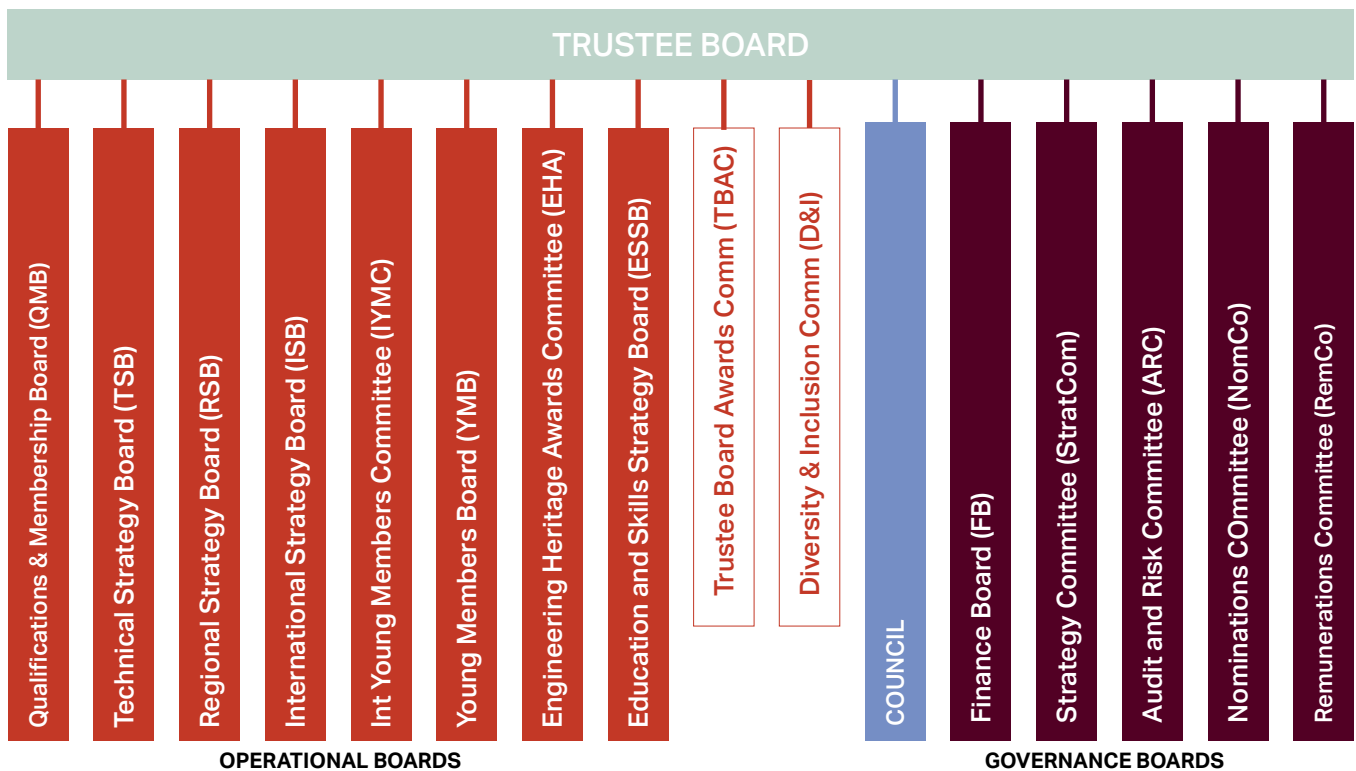 TRUSTEE BOARD
Qualifications & Membership Board (QMB)
Technical Strategy Board (TSB)
Regional Strategy Board (RSB)
International Strategy Board (ISB)
Int Young Members Committee (IYMC)
Young Members Board (YMB)
Engineering Heritage Awards Committee (EHA)
Education and Skills Strategy Board (ESSB)
Trustee Board Awards Comm (TBAC)
Diversity & Inclusion Comm (D&I)
COUNCIL
Finance Board (FB)
Strategy Committee (StratCom)
Audit and Risk Committee (ARC)
Nominations COmmittee (NomCo)
Remunerations Committee (RemCo)
OPERATIONAL BOARDS
GOVERNANCE BOARDS